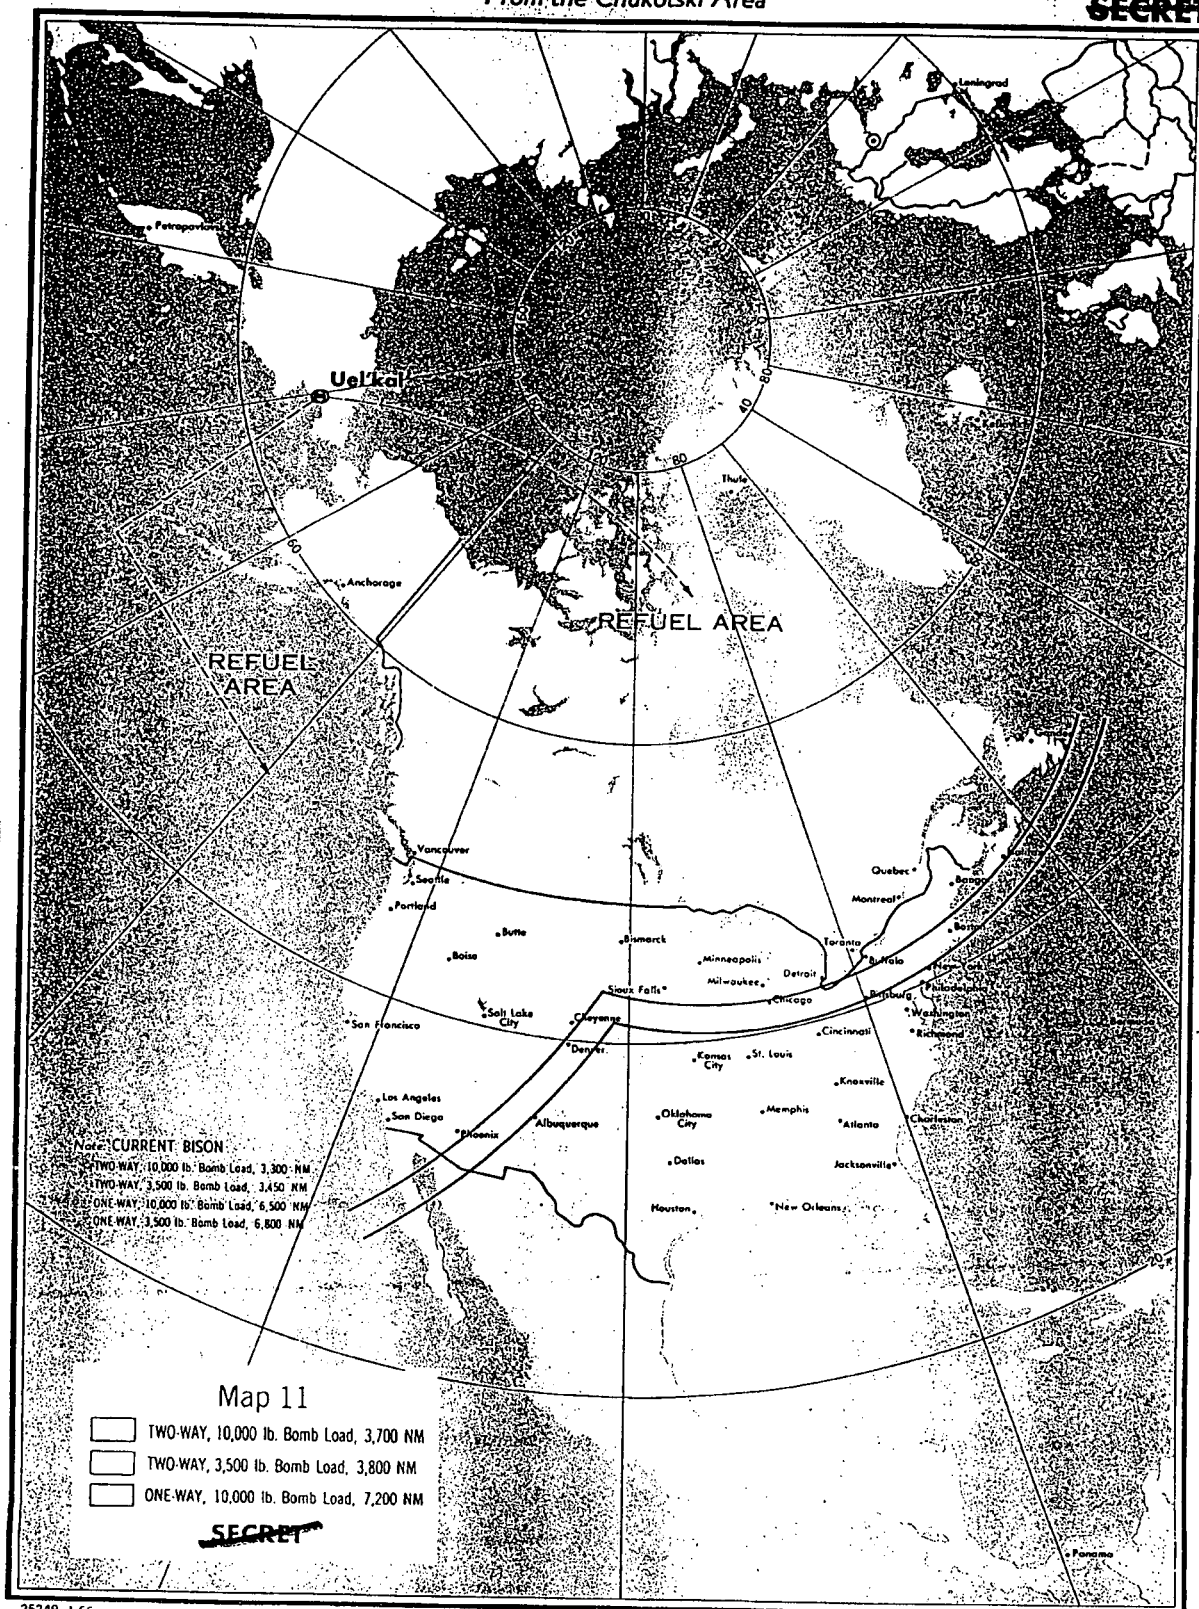 From the Chukotski Area
SECRET
Leningrad
Petropavlovsk
Uel'kal'
80
40
80
Thule
60
Anchorage
REFUEL AREA
REFUEL
AREA
Vancouver
Seattle
Quebec
Bangor
Portland
Montreal
Butte
Boston
Bismarck
Toronto
Boise
Minneapolis
Buffalo
New York
Detroit
Milwaukee
Sioux Falls
Philadelphia
Chicago
Pittsburg
Salt Lake
City
Washington
Cheyenne
San Francisco
Cincinnati
Richmond
Denver
Kansas
City
St. Louis
Knoxville
Los Angeles
San Diego
Oklahoma
City
Memphis
Charleston
Albuquerque
Atlanta
Phoenix
Note: CURRENT BISON
TWO-WAY, 10,000 lb. Bomb Load, 3,300 NM
TWO-WAY, 3,500 lb. Bomb Load, 3,450 NM
ONE-WAY, 10,000 lb. Bomb Load, 6,500 NM
ONE-WAY, 3,500 lb. Bomb Load, 6,800 NM
Dallas
Jacksonville
Houston
New Orleans
Map 11
TWO-WAY, 10,000 lb. Bomb Load, 3,700 NM
TWO-WAY, 3,500 lb. Bomb Load, 3,800 NM
ONE-WAY, 10,000 lb. Bomb Load, 7,200 NM
SECRET
Panama